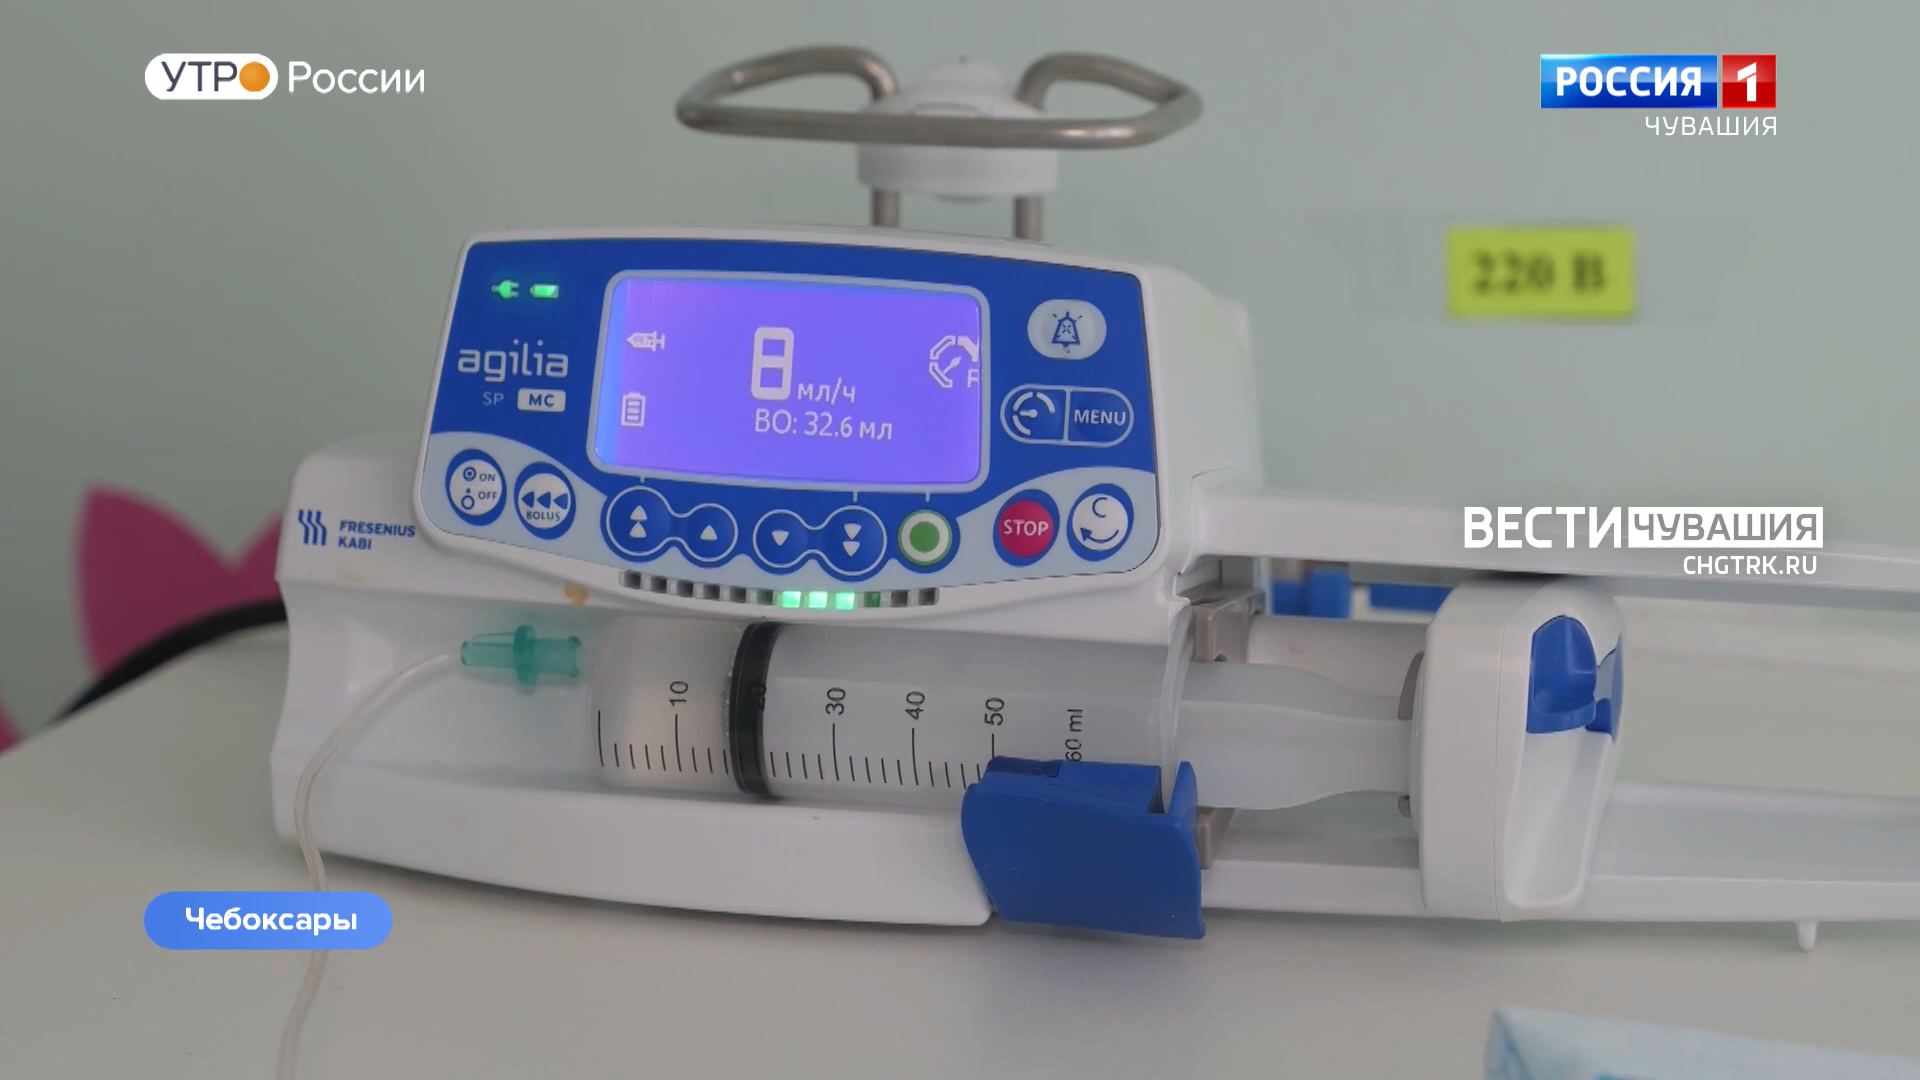 УТРО России
РОССИЯ 1
ЧУВАШИЯ
220 В
agilia
SP MC
8 мл/ч
ВО: 32.6 мл
F
MENU
ON
OFF
BOLUS
STOP
C
FRESENIUS
KABI
ВЕСТИ ЧУВАШИЯ
CHGTRK.RU
10 20 30 40 50 60 ml
Чебоксары